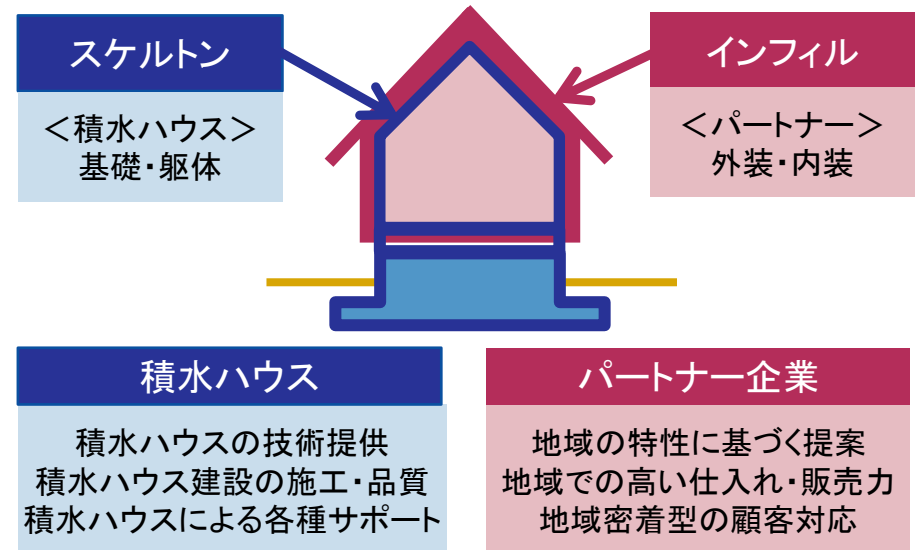 スケルトン
＜積水ハウス＞
基礎・躯体
インフィル
＜パートナー＞
外装・内装
積水ハウス
積水ハウスの技術提供
積水ハウス建設の施工・品質
積水ハウスによる各種サポート
パートナー企業
地域の特性に基づく提案
地域での高い仕入れ・販売力
地域密着型の顧客対応